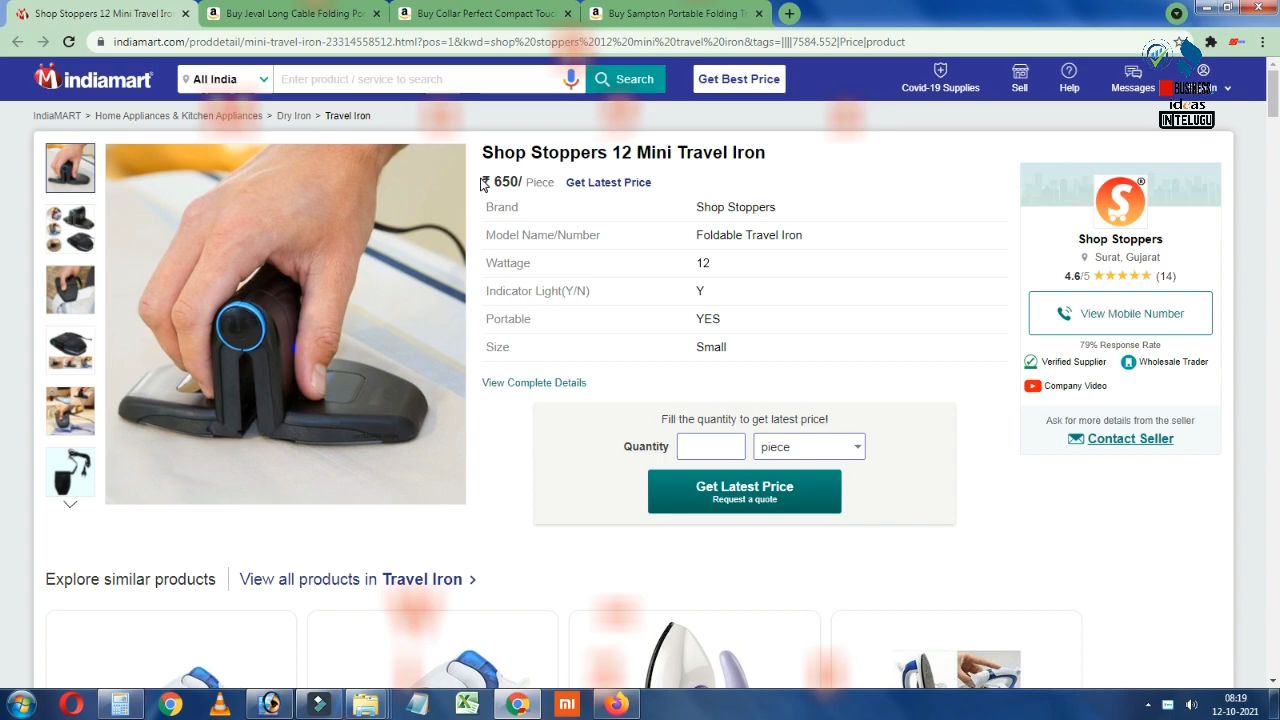 Shop Stoppers 12 Mini Travel Iron
Buy Jeval Long Cable Folding Po
Buy Collar Perfect Compact Touc
Buy Sampton Portable Folding Tr
indiamart.com/proddetail/mini-travel-iron-23314558512.html?pos=1&kwd=shop%20stoppers%2012%20mini%20travel%20iron&tags=||||7584.552|Price|product
indiamart
All India
Enter product / service to search
Search
Get Best Price
Covid-19 Supplies
Sell
Help
Messages
BUSINESS
ideas
IN TELUGU
IndiaMART > Home Appliances & Kitchen Appliances > Dry Iron > Travel Iron
Shop Stoppers 12 Mini Travel Iron
₹ 650/ Piece Get Latest Price
Brand Shop Stoppers
Model Name/Number Foldable Travel Iron
Wattage 12
Indicator Light(Y/N) Y
Portable YES
Size Small
View Complete Details
Fill the quantity to get latest price!
Quantity piece
Get Latest Price
Request a quote
S
Shop Stoppers
Surat, Gujarat
4.6/5 (14)
View Mobile Number
79% Response Rate
Verified Supplier Wholesale Trader
Company Video
Ask for more details from the seller
Contact Seller
Explore similar products
View all products in Travel Iron >
08:19
12-10-2021